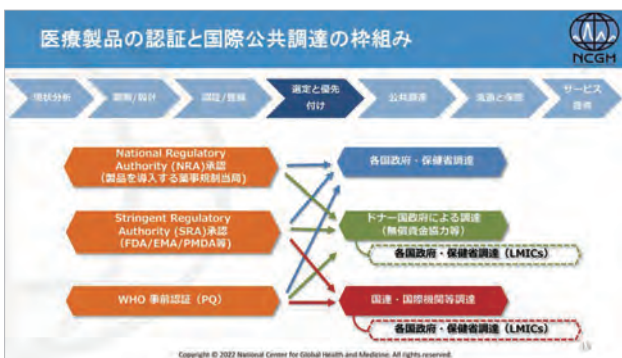 医療製品の認証と国際公共調達の枠組み
NCGM
現状分析
認証/登録
選定と優先
付け
公共調達
流通と保管
サービス
提供
National Regulatory
Authority (NRA)承認
(製品を導入する薬事規制当局)
各国政府・保健省調達
Stringent Regulatory
Authority (SRA)承認
(FDA/EMA/PMDA等)
ドナー国政府による調達
(無償資金協力等)
各国政府・保健省調達(LMICs)
WHO 事前認証(PQ)
国連・国際機関等調達
各国政府・保健省調達(LMICs)
Copyright © 2022 National Center for Global Health and Medicine. All rights reserved.